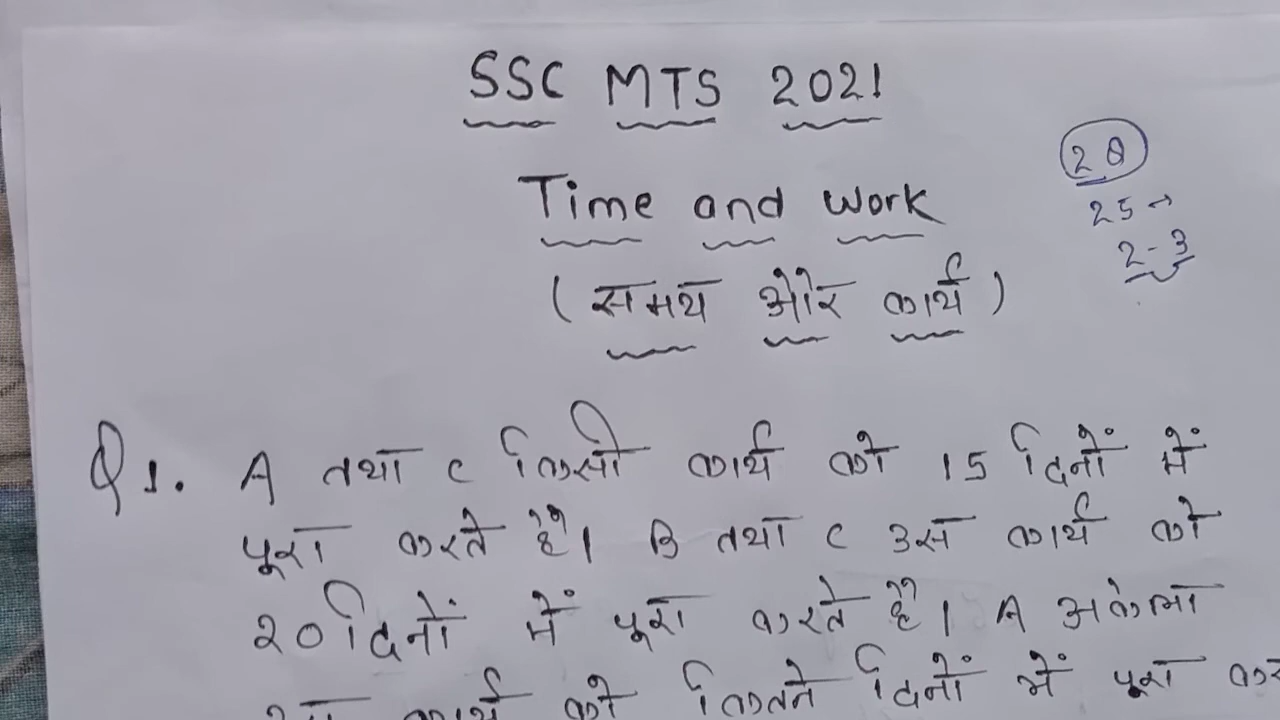 SSC MTS 2021
Time and Work
(समय और कार्य)
2Q
25→
2-3
Q1. A तथा C किसी कार्य को 15 दिनों में
पूरा करते हैं। B तथा C उस कार्य को
20 दिनों में पूरा करते हैं। A अकेला
कार्य को कितने दिनों में पूरा